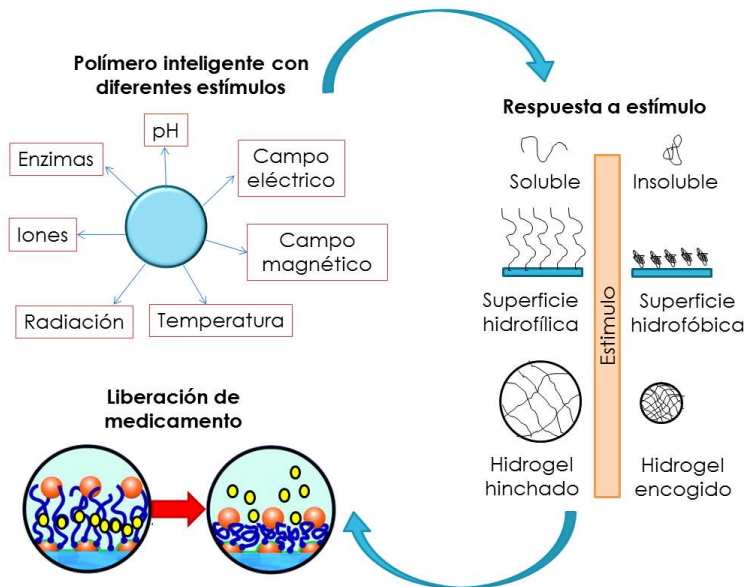 Polímero inteligente con
diferentes estímulos
pH
Enzimas
Campo
eléctrico
Iones
Campo
magnético
Radiación
Temperatura
Respuesta a estímulo
Soluble
Insoluble
Superficie
hidrofílica
Superficie
hidrofóbica
Estimulo
Hidrogel
hinchado
Hidrogel
encogido
Liberación de
medicamento